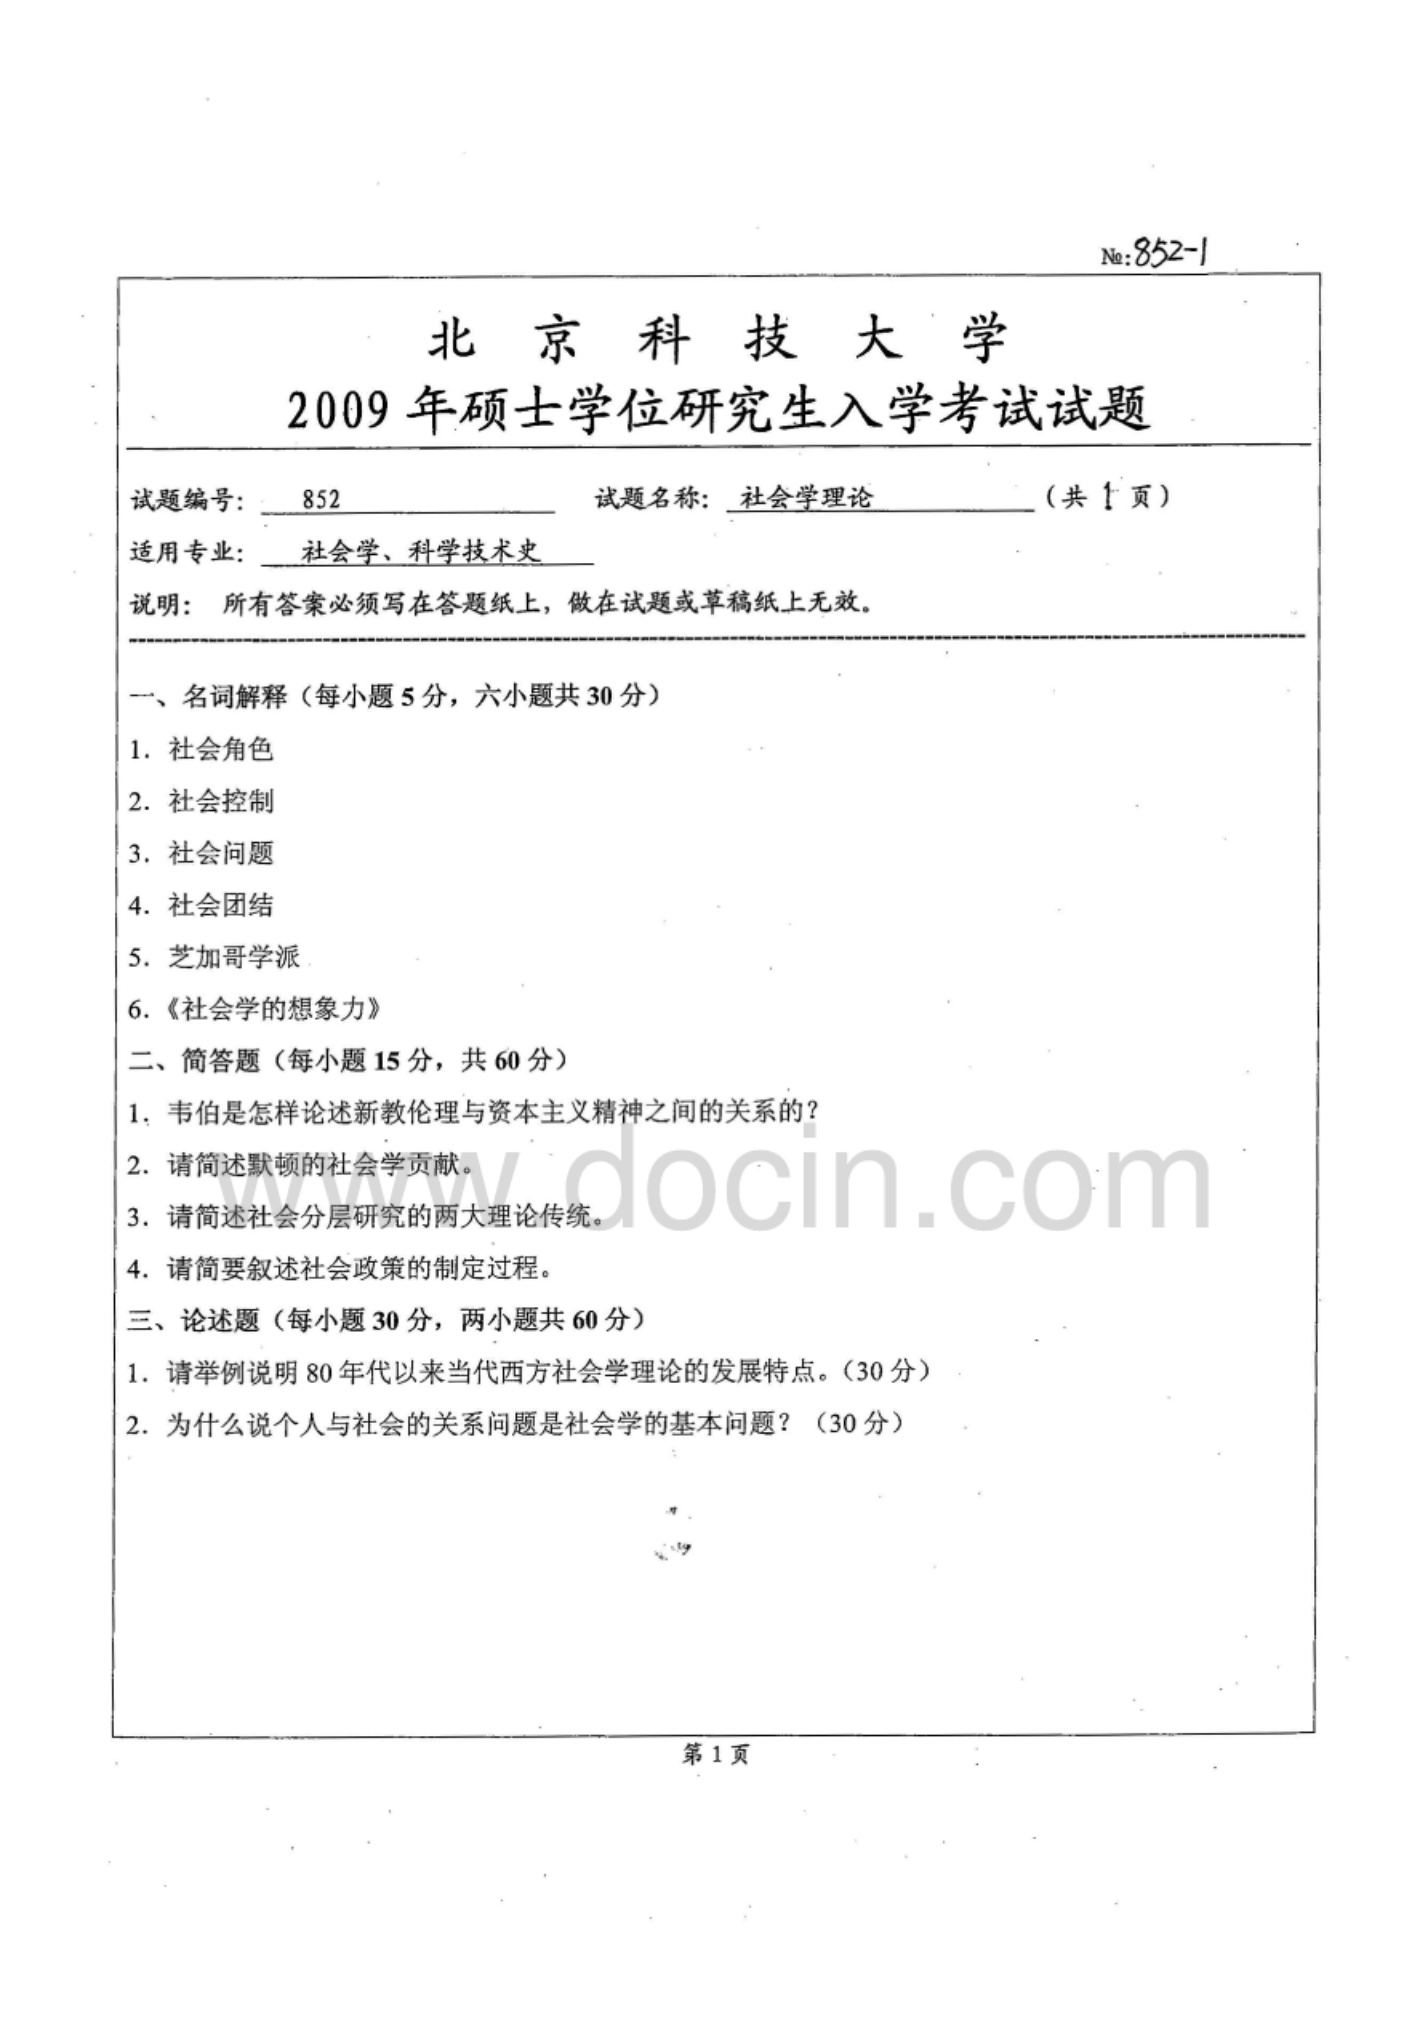 №:852-1
北京科技大学
2009年硕士学位研究生入学考试试题
试题编号: 852 试题名称: 社会学理论 (共1页)
适用专业: 社会学、科学技术史
说明: 所有答案必须写在答题纸上，做在试题或草稿纸上无效。
一、名词解释（每小题5分，六小题共30分）
1. 社会角色
2. 社会控制
3. 社会问题
4. 社会团结
5. 芝加哥学派
6.《社会学的想象力》
二、简答题（每小题15分，共60分）
1. 韦伯是怎样论述新教伦理与资本主义精神之间的关系的？
2. 请简述默顿的社会学贡献。
www.docin.com
3. 请简述社会分层研究的两大理论传统。
4. 请简要叙述社会政策的制定过程。
三、论述题（每小题30分，两小题共60分）
1. 请举例说明80年代以来当代西方社会学理论的发展特点。（30分）
2. 为什么说个人与社会的关系问题是社会学的基本问题？（30分）
第1页